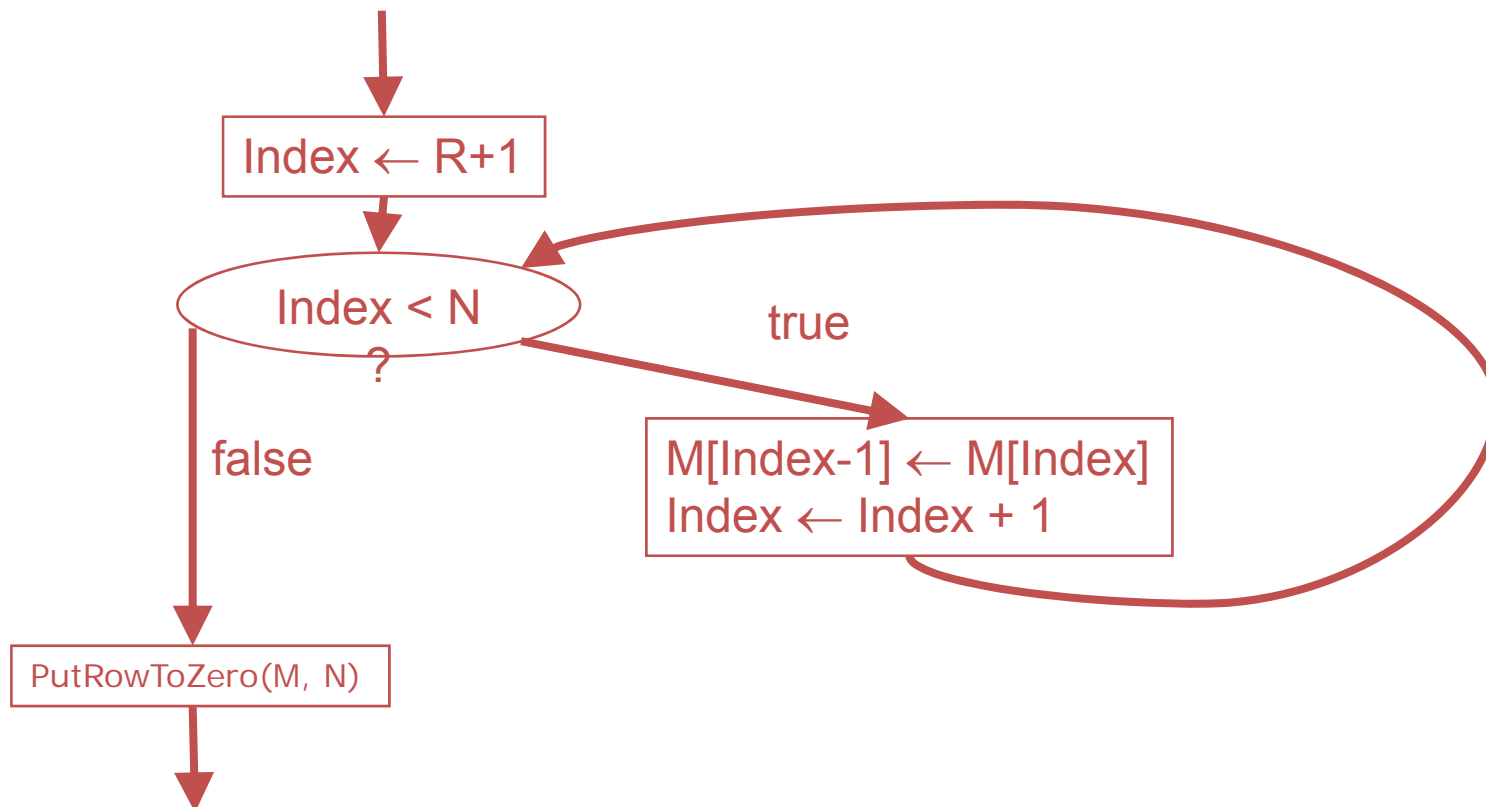 Index ← R+1
Index < N
?
true
false
M[Index-1] ← M[Index]
Index ← Index + 1
PutRowToZero(M, N)